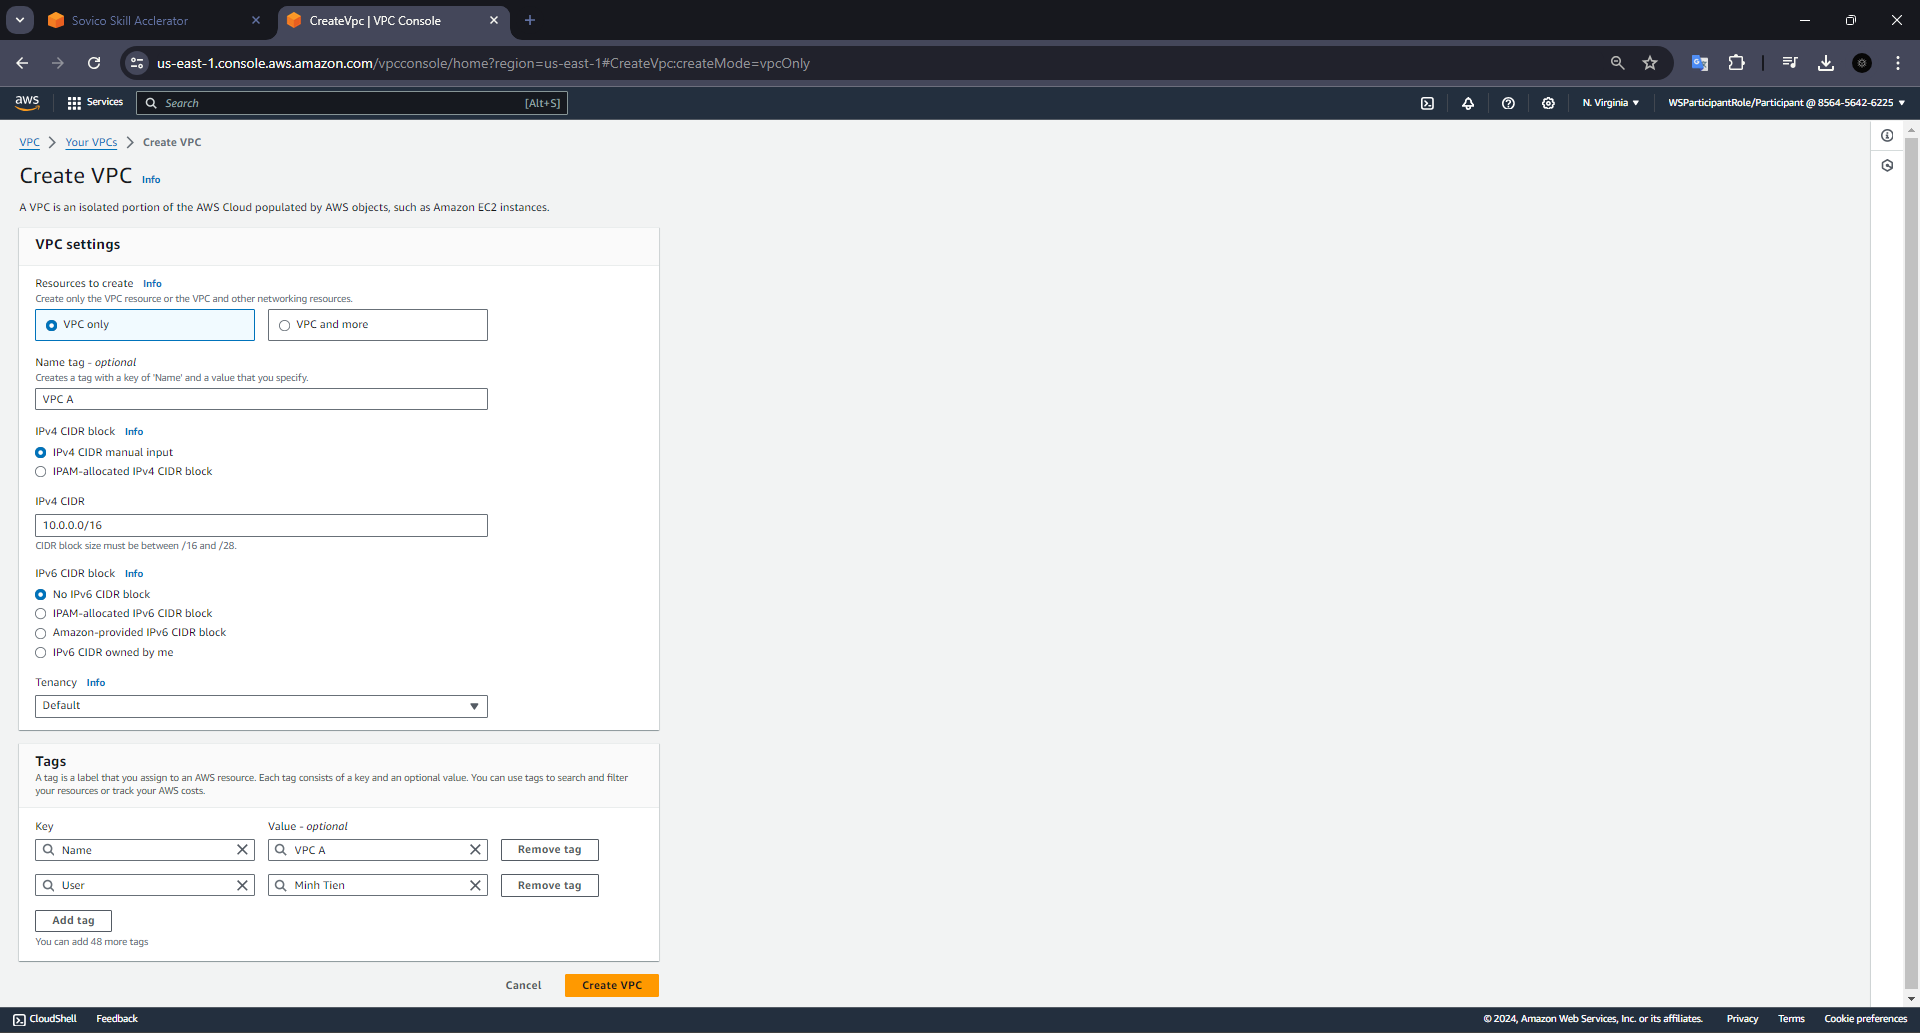 Sovico Skill Acclerator
CreateVpc | VPC Console
us-east-1.console.aws.amazon.com/vpcconsole/home?region=us-east-1#CreateVpc:createMode=vpcOnly
aws
Services
Search
[Alt+S]
N. Virginia
WSParticipantRole/Participant @ 8564-5642-6225
VPC
Your VPCs
Create VPC
Create VPC Info
A VPC is an isolated portion of the AWS Cloud populated by AWS objects, such as Amazon EC2 instances.
VPC settings
Resources to create Info
Create only the VPC resource or the VPC and other networking resources.
VPC only
VPC and more
Name tag - optional
Creates a tag with a key of 'Name' and a value that you specify.
VPC A
IPv4 CIDR block Info
IPv4 CIDR manual input
IPAM-allocated IPv4 CIDR block
IPv4 CIDR
10.0.0.0/16
CIDR block size must be between /16 and /28.
IPv6 CIDR block Info
No IPv6 CIDR block
IPAM-allocated IPv6 CIDR block
Amazon-provided IPv6 CIDR block
IPv6 CIDR owned by me
Tenancy Info
Default
Tags
A tag is a label that you assign to an AWS resource. Each tag consists of a key and an optional value. You can use tags to search and filter
your resources or track your AWS costs.
Key
Value - optional
Name
VPC A
Remove tag
User
Minh Tien
Remove tag
Add tag
You can add 48 more tags
Cancel
Create VPC
CloudShell
Feedback
© 2024, Amazon Web Services, Inc. or its affiliates.
Privacy
Terms
Cookie preferences